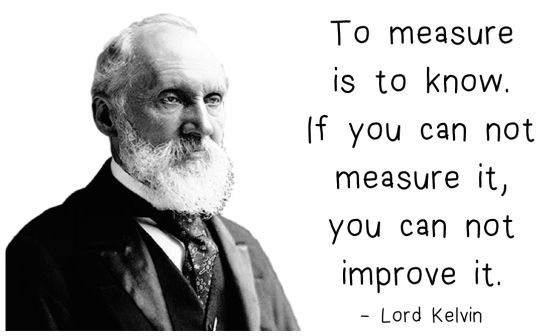 To measure
is to know.
If you can not
measure it,
you can not
improve it.
- Lord Kelvin